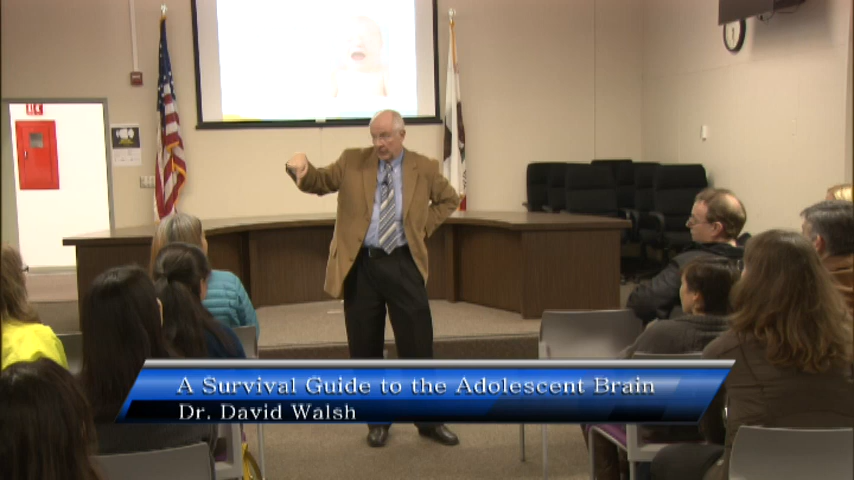 A Survival Guide to the Adolescent Brain
Dr. David Walsh